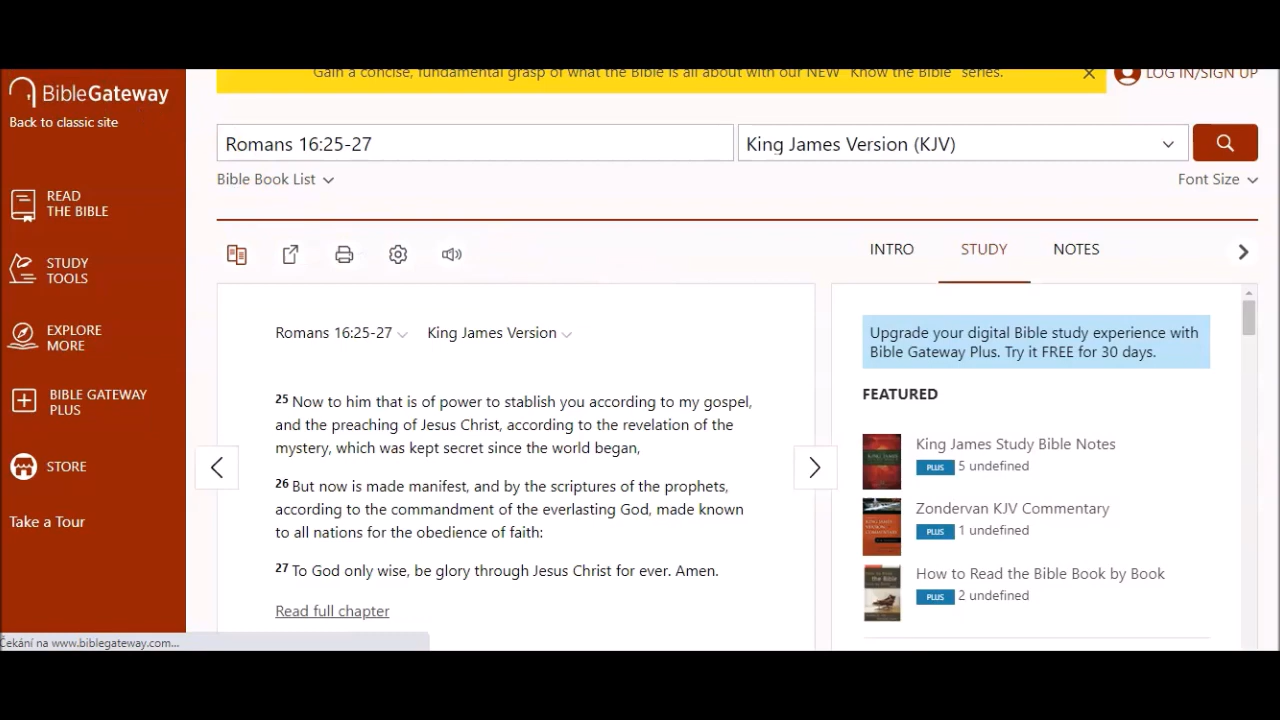 Gain a concise, fundamental grasp of what the Bible is all about with our NEW "Know the Bible" series.
LOG IN/SIGN UP
BibleGateway
Back to classic site
READ
THE BIBLE
STUDY
TOOLS
EXPLORE
MORE
BIBLE GATEWAY
PLUS
STORE
Take a Tour
Romans 16:25-27
King James Version (KJV)
Bible Book List
Font Size
INTRO
STUDY
NOTES
Romans 16:25-27
King James Version
25 Now to him that is of power to stablish you according to my gospel,
and the preaching of Jesus Christ, according to the revelation of the
mystery, which was kept secret since the world began,
26 But now is made manifest, and by the scriptures of the prophets,
according to the commandment of the everlasting God, made known
to all nations for the obedience of faith:
27 To God only wise, be glory through Jesus Christ for ever. Amen.
Read full chapter
Upgrade your digital Bible study experience with
Bible Gateway Plus. Try it FREE for 30 days.
FEATURED
King James Study Bible Notes
PLUS 5 undefined
Zondervan KJV Commentary
PLUS 1 undefined
How to Read the Bible Book by Book
PLUS 2 undefined
Čekání na www.biblegateway.com...